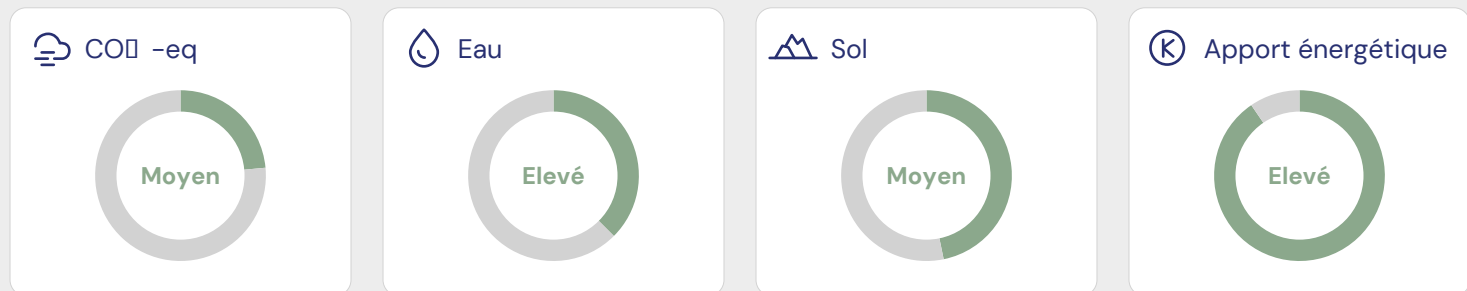 CO▯ -eq
Eau
Sol
Apport énergétique
Moyen
Elevé
Moyen
Elevé